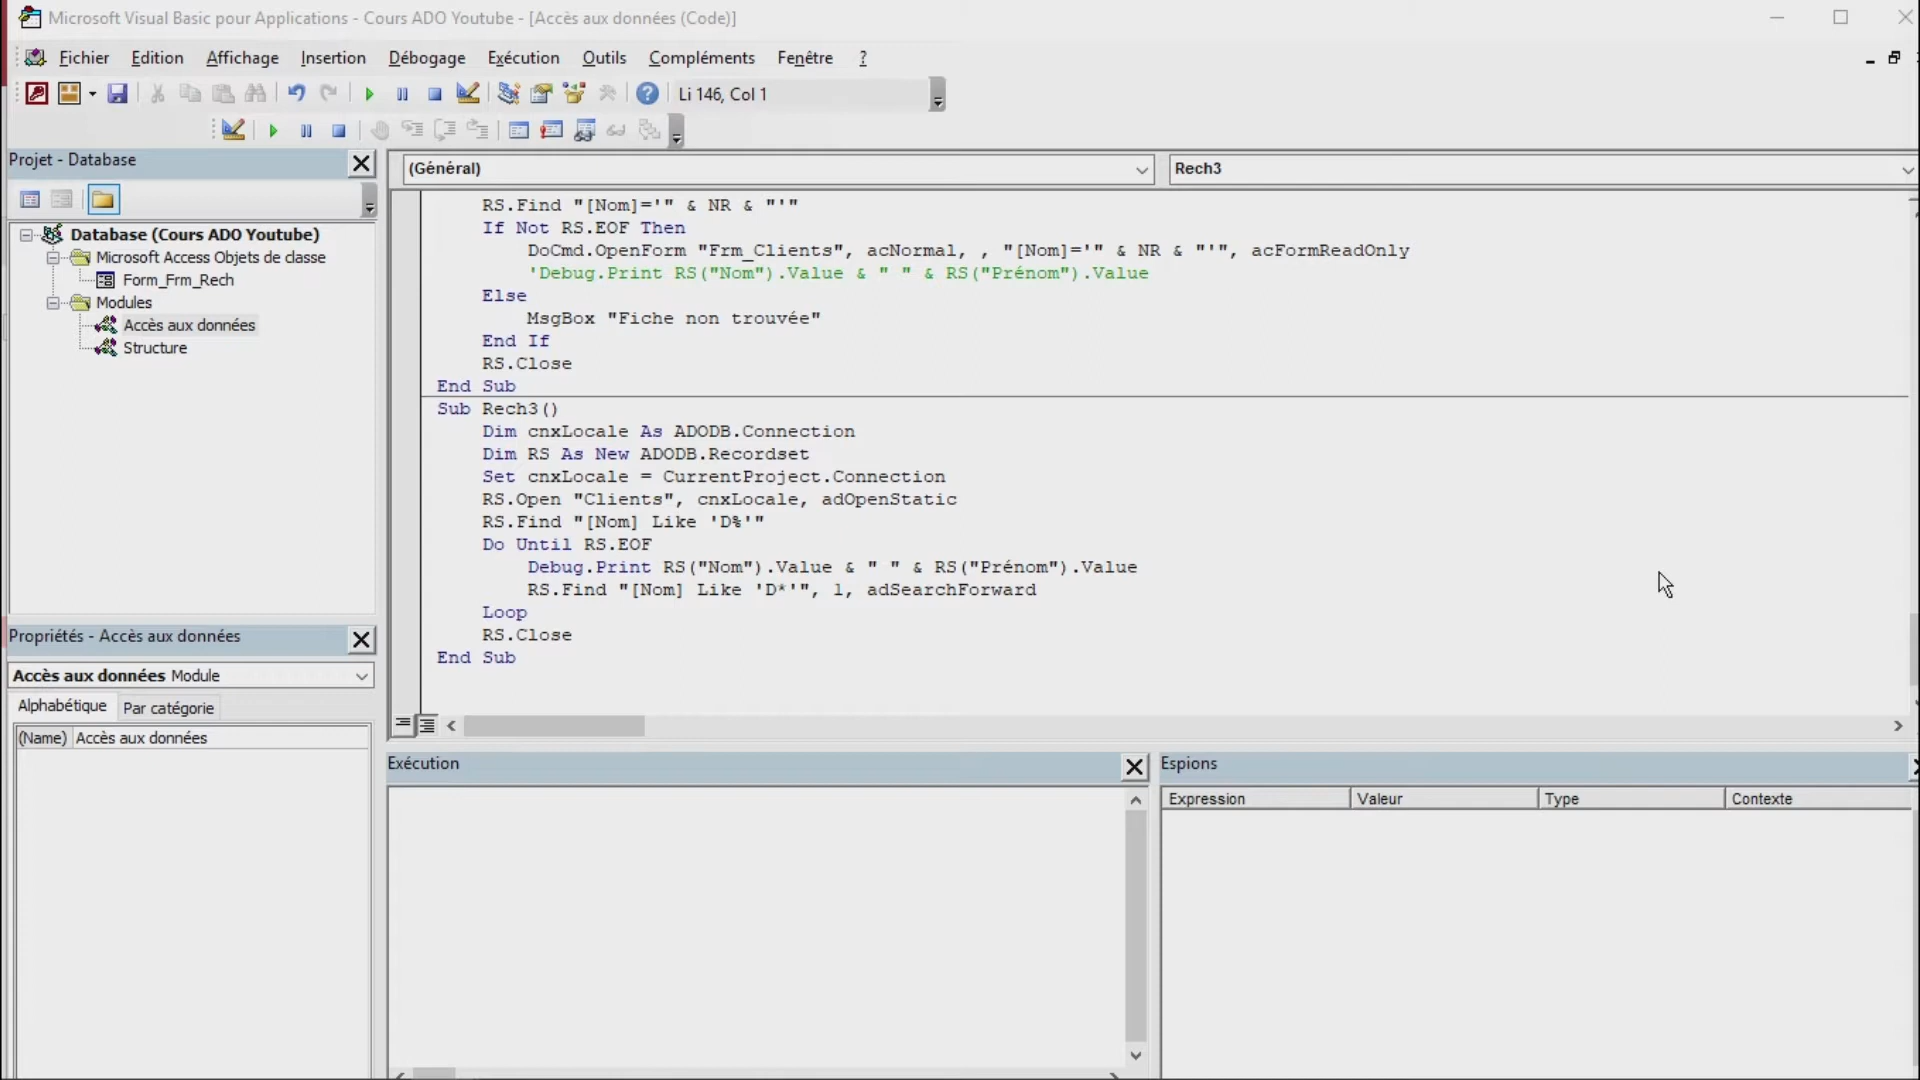 Microsoft Visual Basic pour Applications - Cours ADO Youtube - [Accès aux données (Code)]
Fichier Edition Affichage Insertion Débogage Exécution Outils Compléments Fenêtre ?
Li 146, Col 1
Projet - Database
(Général)
Rech3
Database (Cours ADO Youtube)
Microsoft Access Objets de classe
Form_Frm_Rech
Modules
Accès aux données
Structure
RS.Find "[Nom]='" & NR & "'"
If Not RS.EOF Then
DoCmd.OpenForm "Frm_Clients", acNormal, , "[Nom]='" & NR & "'", acFormReadOnly
'Debug.Print RS("Nom").Value & " " & RS("Prénom").Value
Else
MsgBox "Fiche non trouvée"
End If
RS.Close
End Sub
Sub Rech3()
Dim cnxLocale As ADODB.Connection
Dim RS As New ADODB.Recordset
Set cnxLocale = CurrentProject.Connection
RS.Open "Clients", cnxLocale, adOpenStatic
RS.Find "[Nom] Like 'D%'"
Do Until RS.EOF
Debug.Print RS("Nom").Value & " " & RS("Prénom").Value
RS.Find "[Nom] Like 'D*'", 1, adSearchForward
Loop
RS.Close
End Sub
Propriétés - Accès aux données
Accès aux données Module
Alphabétique Par catégorie
(Name) Accès aux données
Exécution
Espions
Expression Valeur Type Contexte